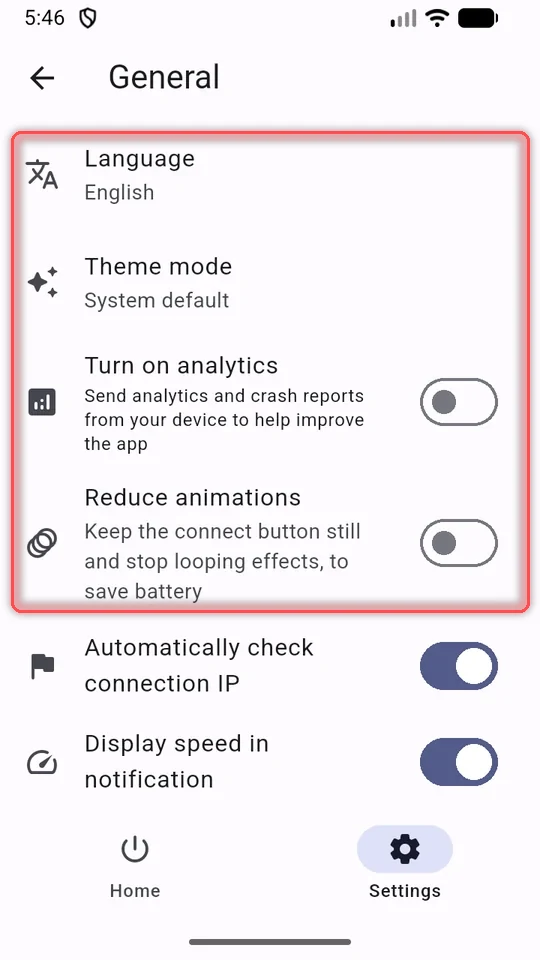 5:46
General
Language
English
Theme mode
System default
Turn on analytics
Send analytics and crash reports
from your device to help improve
the app
Reduce animations
Keep the connect button still
and stop looping effects, to
save battery
Automatically check
connection IP
Display speed in
notification
Home
Settings